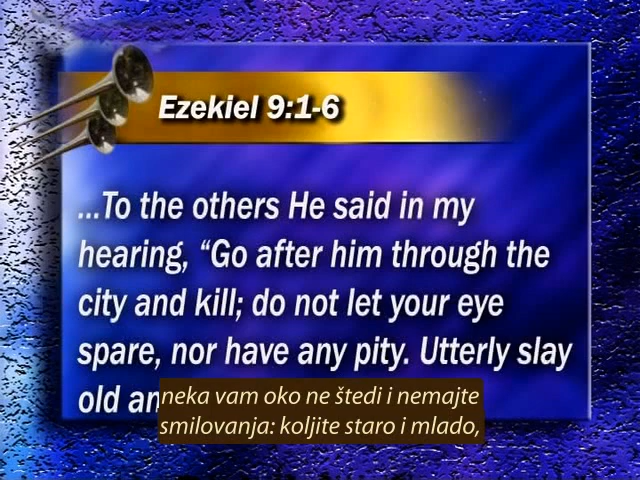 Ezekiel 9:1-6
...To the others He said in my
hearing, “Go after him through the
city and kill; do not let your eye
spare, nor have any pity. Utterly slay
old an
neka vam oko ne štedi i nemajte
smilovanja: koljite staro i mlado,